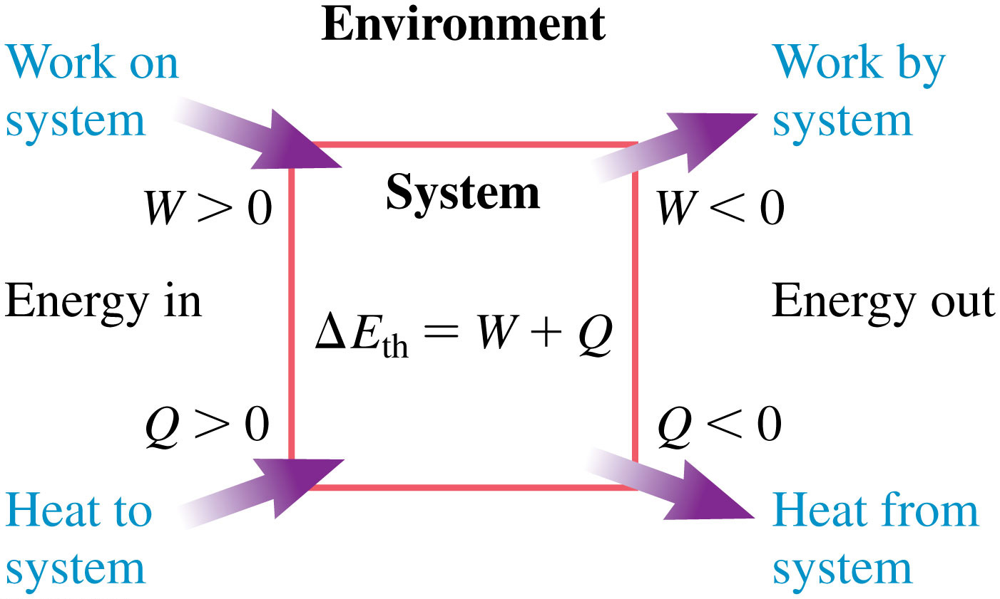 Environment
Work on
system
Work by
system
System
W > 0
W < 0
Energy in
Energy out
ΔEth = W + Q
Q > 0
Q < 0
Heat to
system
Heat from
system